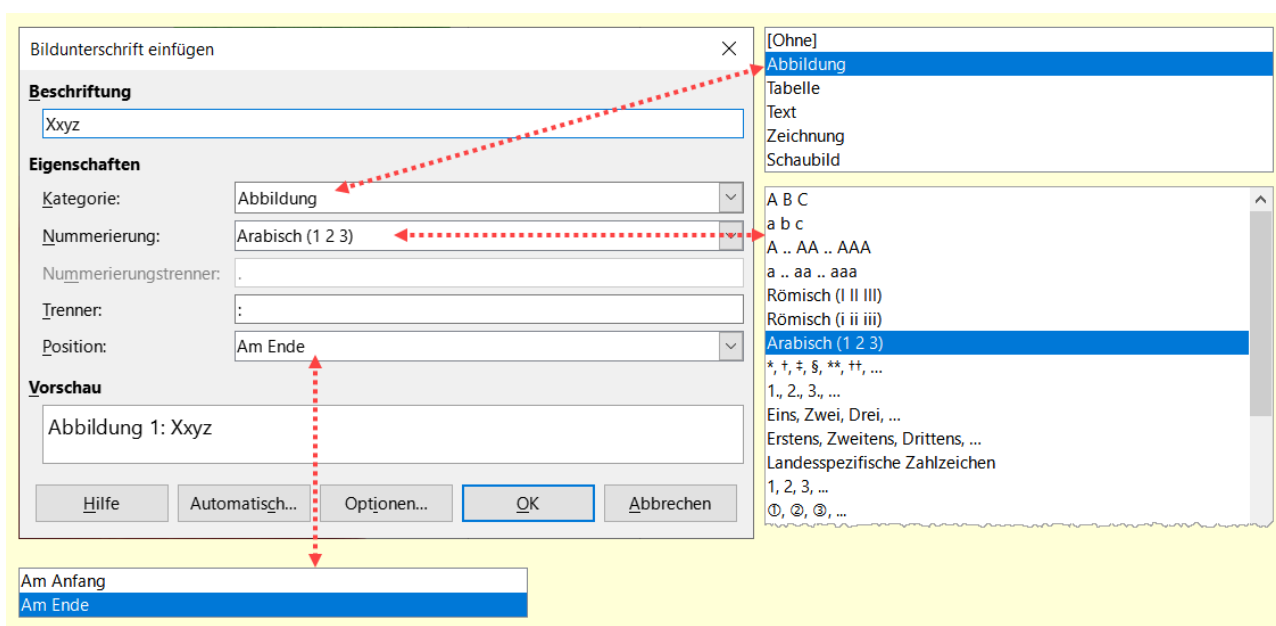 Bildunterschrift einfügen
Beschriftung
Xxyz
Eigenschaften
Kategorie: Abbildung
Nummerierung: Arabisch (1 2 3)
Nummerierungstrenner: .
Trenner: :
Position: Am Ende
Vorschau
Abbildung 1: Xxyz
Hilfe Automatisch... Optionen... OK Abbrechen
Am Anfang
Am Ende
[Ohne]
Abbildung
Tabelle
Text
Zeichnung
Schaubild
A B C
a b c
A .. AA .. AAA
a .. aa .. aaa
Römisch (I II III)
Römisch (i ii iii)
Arabisch (1 2 3)
*, †, ‡, §, **, ††, ...
1., 2., 3., ...
Eins, Zwei, Drei, ...
Erstens, Zweitens, Drittens, ...
Landesspezifische Zahlzeichen
1, 2, 3, ...
①, ②, ③, ...